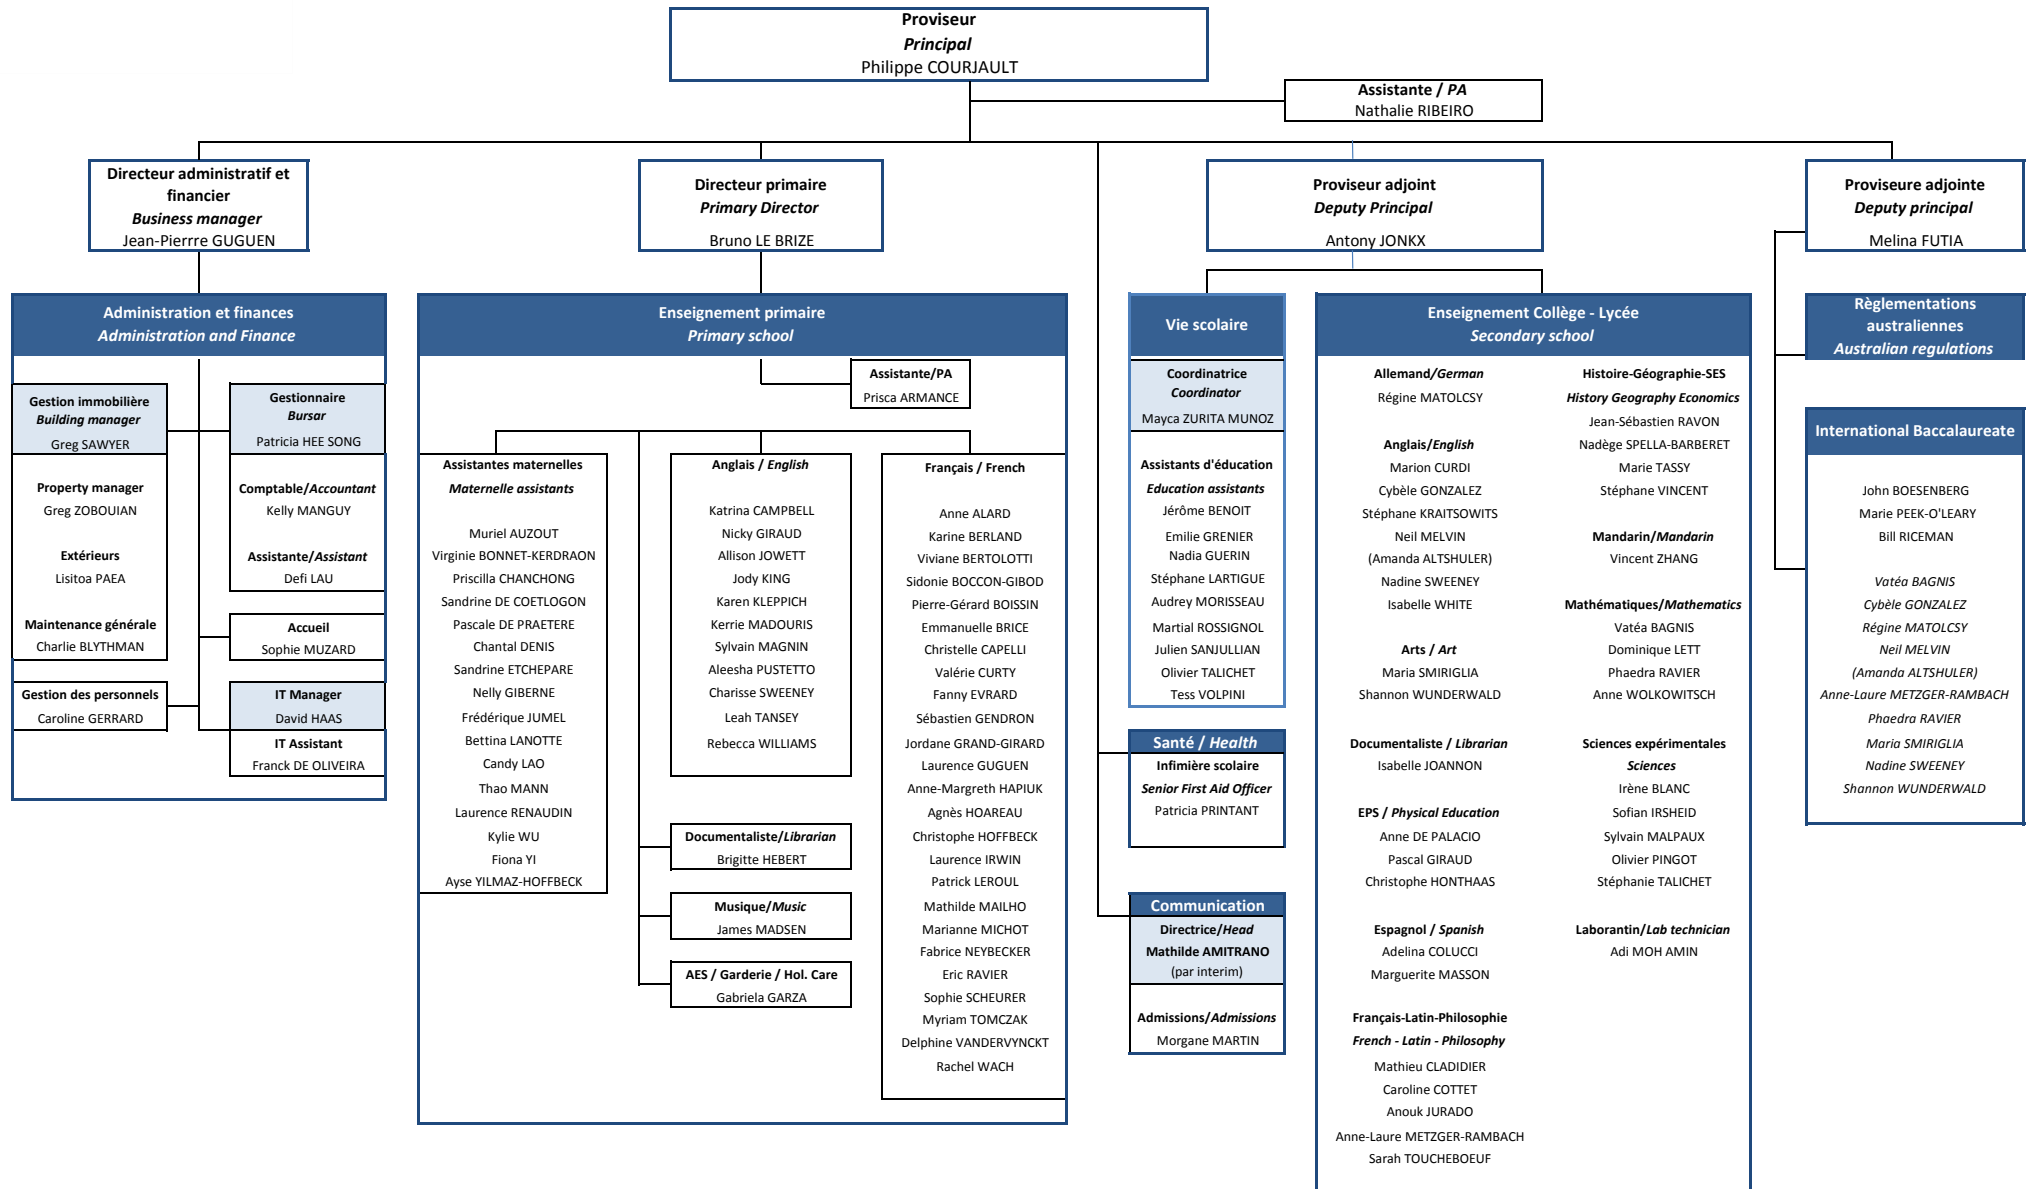 Proviseur
Principal
Philippe COURJAULT
Assistante / PA
Nathalie RIBEIRO
Directeur administratif et
financier
Business manager
Jean-Pierrre GUGUEN
Directeur primaire
Primary Director
Bruno LE BRIZE
Proviseur adjoint
Deputy Principal
Antony JONKX
Proviseure adjointe
Deputy principal
Melina FUTIA
Administration et finances
Administration and Finance
Gestion immobilière
Building manager
Greg SAWYER
Property manager
Greg ZOBOUIAN
Extérieurs
Lisitoa PAEA
Maintenance générale
Charlie BLYTHMAN
Gestion des personnels
Caroline GERRARD
Gestionnaire
Bursar
Patricia HEE SONG
Comptable/Accountant
Kelly MANGUY
Assistante/Assistant
Defi LAU
Accueil
Sophie MUZARD
IT Manager
David HAAS
IT Assistant
Franck DE OLIVEIRA
Enseignement primaire
Primary school
Assistante/PA
Prisca ARMANCE
Assistantes maternelles
Maternelle assistants
Muriel AUZOUT
Virginie BONNET-KERDRAON
Priscilla CHANCHONG
Sandrine DE COETLOGON
Pascale DE PRAETERE
Chantal DENIS
Sandrine ETCHEPARE
Nelly GIBERNE
Frédérique JUMEL
Bettina LANOTTE
Candy LAO
Thao MANN
Laurence RENAUDIN
Kylie WU
Fiona YI
Ayse YILMAZ-HOFFBECK
Anglais / English
Katrina CAMPBELL
Nicky GIRAUD
Allison JOWETT
Jody KING
Karen KLEPPICH
Kerrie MADOURIS
Sylvain MAGNIN
Aleesha PUSTETTO
Charisse SWEENEY
Leah TANSEY
Rebecca WILLIAMS
Documentaliste/Librarian
Brigitte HEBERT
Musique/Music
James MADSEN
AES / Garderie / Hol. Care
Gabriela GARZA
Français / French
Anne ALARD
Karine BERLAND
Viviane BERTOLOTTI
Sidonie BOCCON-GIBOD
Pierre-Gérard BOISSIN
Emmanuelle BRICE
Christelle CAPELLI
Valérie CURTY
Fanny EVRARD
Sébastien GENDRON
Jordane GRAND-GIRARD
Laurence GUGUEN
Anne-Margreth HAPIUK
Agnès HOAREAU
Christophe HOFFBECK
Laurence IRWIN
Patrick LEROUL
Mathilde MAILHO
Marianne MICHOT
Fabrice NEYBECKER
Eric RAVIER
Sophie SCHEURER
Myriam TOMCZAK
Delphine VANDERVYNCKT
Rachel WACH
Vie scolaire
Coordinatrice
Coordinator
Mayca ZURITA MUNOZ
Assistants d'éducation
Education assistants
Jérôme BENOIT
Emilie GRENIER
Nadia GUERIN
Stéphane LARTIGUE
Audrey MORISSEAU
Martial ROSSIGNOL
Julien SANJULLIAN
Olivier TALICHET
Tess VOLPINI
Santé / Health
Infimière scolaire
Senior First Aid Officer
Patricia PRINTANT
Communication
Directrice/Head
Mathilde AMITRANO
(par interim)
Admissions/Admissions
Morgane MARTIN
Enseignement Collège - Lycée
Secondary school
Allemand/German
Régine MATOLCSY
Anglais/English
Marion CURDI
Cybèle GONZALEZ
Stéphane KRAITSOWITS
Neil MELVIN
(Amanda ALTSHULER)
Nadine SWEENEY
Isabelle WHITE
Arts / Art
Maria SMIRIGLIA
Shannon WUNDERWALD
Documentaliste / Librarian
Isabelle JOANNON
EPS / Physical Education
Anne DE PALACIO
Pascal GIRAUD
Christophe HONTHAAS
Espagnol / Spanish
Adelina COLUCCI
Marguerite MASSON
Français-Latin-Philosophie
French - Latin - Philosophy
Mathieu CLADIDIER
Caroline COTTET
Anouk JURADO
Anne-Laure METZGER-RAMBACH
Sarah TOUCHEBOEUF
Histoire-Géographie-SES
History Geography Economics
Jean-Sébastien RAVON
Nadège SPELLA-BARBERET
Marie TASSY
Stéphane VINCENT
Mandarin/Mandarin
Vincent ZHANG
Mathématiques/Mathematics
Vatéa BAGNIS
Dominique LETT
Phaedra RAVIER
Anne WOLKOWITSCH
Sciences expérimentales
Sciences
Irène BLANC
Sofian IRSHEID
Sylvain MALPAUX
Olivier PINGOT
Stéphanie TALICHET
Laborantin/Lab technician
Adi MOH AMIN
Règlementations
australiennes
Australian regulations
International Baccalaureate
John BOESENBERG
Marie PEEK-O'LEARY
Bill RICEMAN
Vatéa BAGNIS
Cybèle GONZALEZ
Régine MATOLCSY
Neil MELVIN
(Amanda ALTSHULER)
Anne-Laure METZGER-RAMBACH
Phaedra RAVIER
Maria SMIRIGLIA
Nadine SWEENEY
Shannon WUNDERWALD